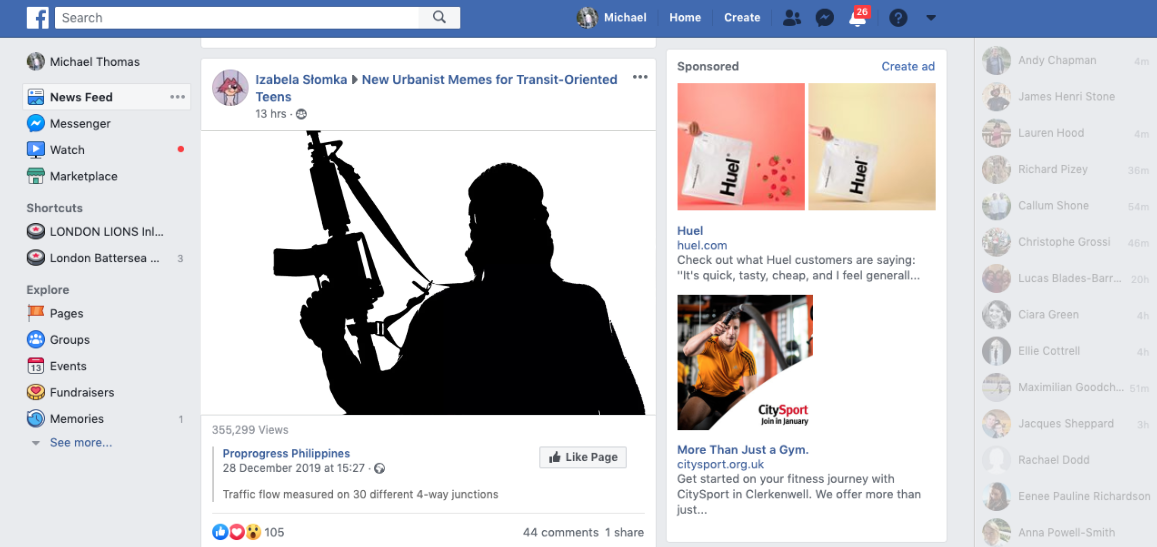 Search
Michael
Home
Create
26
Michael Thomas
News Feed
Messenger
Watch
Marketplace
Shortcuts
LONDON LIONS Inl...
London Battersea ...
3
Explore
Pages
Groups
13
Events
Fundraisers
Memories
1
See more...
Izabela Słomka
New Urbanist Memes for Transit-Oriented
Teens
13 hrs ·
355,299 Views
Proprogress Philippines
28 December 2019 at 15:27 ·
Like Page
Traffic flow measured on 30 different 4-way junctions
105
44 comments 1 share
Sponsored
Create ad
Huel
Huel
Huel
huel.com
Check out what Huel customers are saying:
"It's quick, tasty, cheap, and I feel generall...
CitySport
Join in January
More Than Just a Gym.
citysport.org.uk
Get started on your fitness journey with
CitySport in Clerkenwell. We offer more than
just...
Andy Chapman 4m
James Henri Stone
Lauren Hood 4m
Richard Pizey 36m
Callum Shone 54m
Christophe Grossi 46m
Lucas Blades-Barr... 20h
Ciara Green 4h
Ellie Cottrell 4h
Maximilian Goodch... 51m
Jacques Sheppard 3h
Rachael Dodd
Eenee Pauline Richardson
Anna Powell-Smith